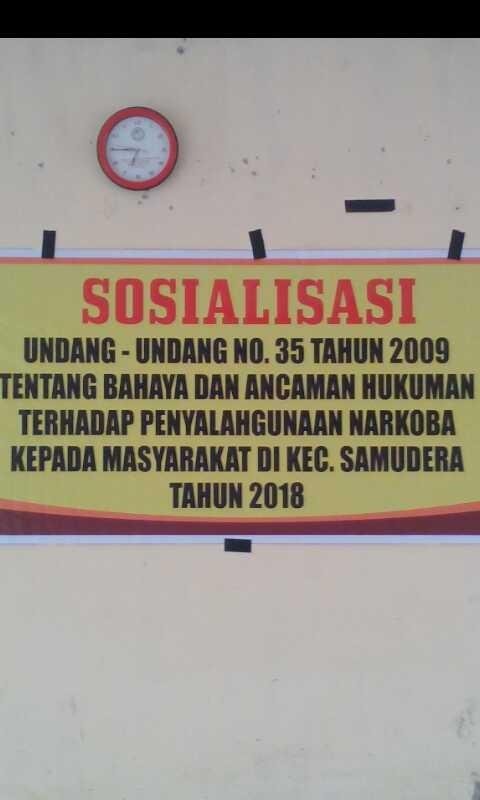 SOSIALISASI
UNDANG - UNDANG NO. 35 TAHUN 2009
TENTANG BAHAYA DAN ANCAMAN HUKUMAN
TERHADAP PENYALAHGUNAAN NARKOBA
KEPADA MASYARAKAT DI KEC. SAMUDERA
TAHUN 2018